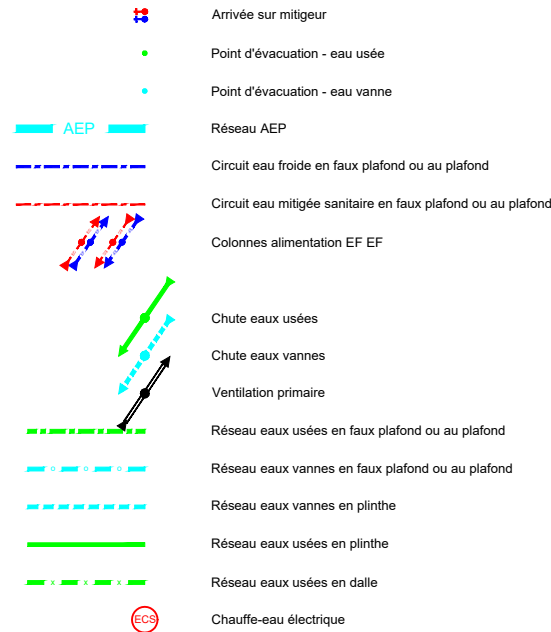 Arrivée sur mitigeur
Point d'évacuation - eau usée
Point d'évacuation - eau vanne
AEP Réseau AEP
Circuit eau froide en faux plafond ou au plafond
Circuit eau mitigée sanitaire en faux plafond ou au plafond
Colonnes alimentation EF EF
Chute eaux usées
Chute eaux vannes
Ventilation primaire
Réseau eaux usées en faux plafond ou au plafond
Réseau eaux vannes en faux plafond ou au plafond
Réseau eaux vannes en plinthe
Réseau eaux usées en plinthe
Réseau eaux usées en dalle
ECS Chauffe-eau électrique